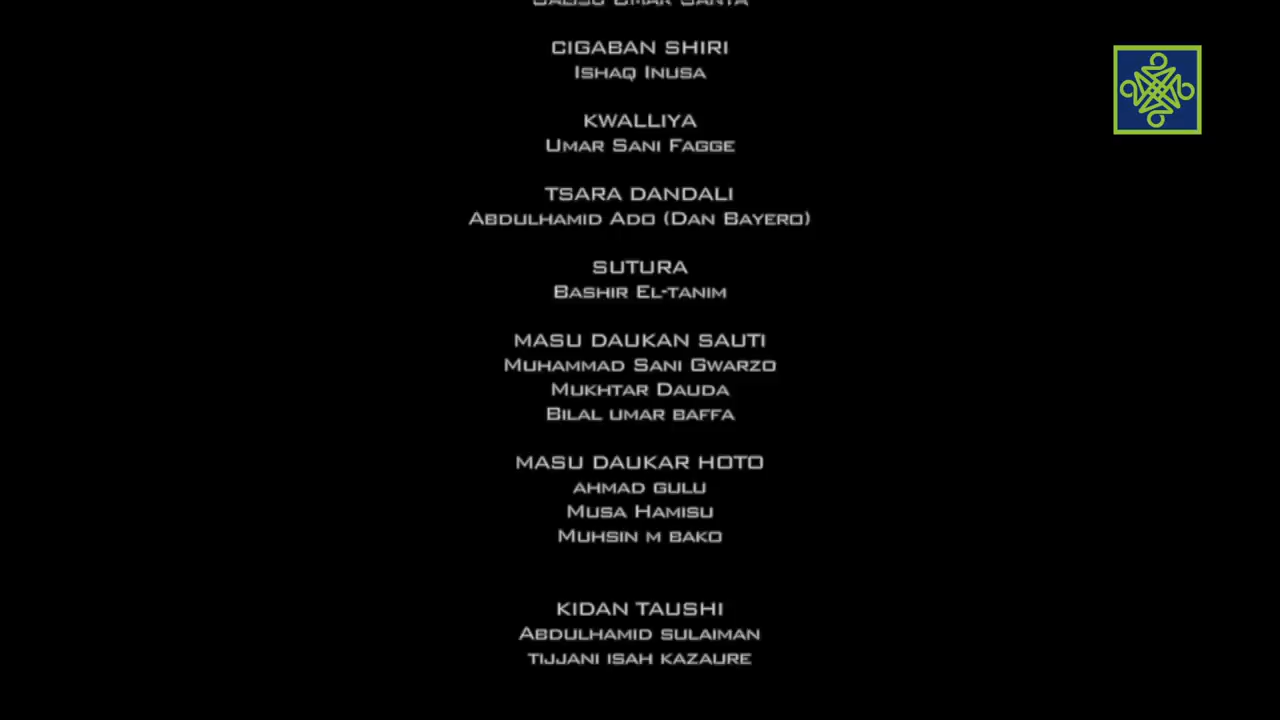 CIGABAN SHIRI
ISHAQ INUSA
KWALLIYA
UMAR SANI FAGGE
TSARA DANDALI
ABDULHAMID ADO (DAN BAYERO)
SUTURA
BASHIR EL-TANIM
MASU DAUKAN SAUTI
MUHAMMAD SANI GWARZO
MUKHTAR DAUDA
BILAL UMAR BAFFA
MASU DAUKAR HOTO
AHMAD GULU
MUSA HAMISU
MUHSIN M BAKO
KIDAN TAUSHI
ABDULHAMID SULAIMAN
TIJJANI ISAH KAZAURE